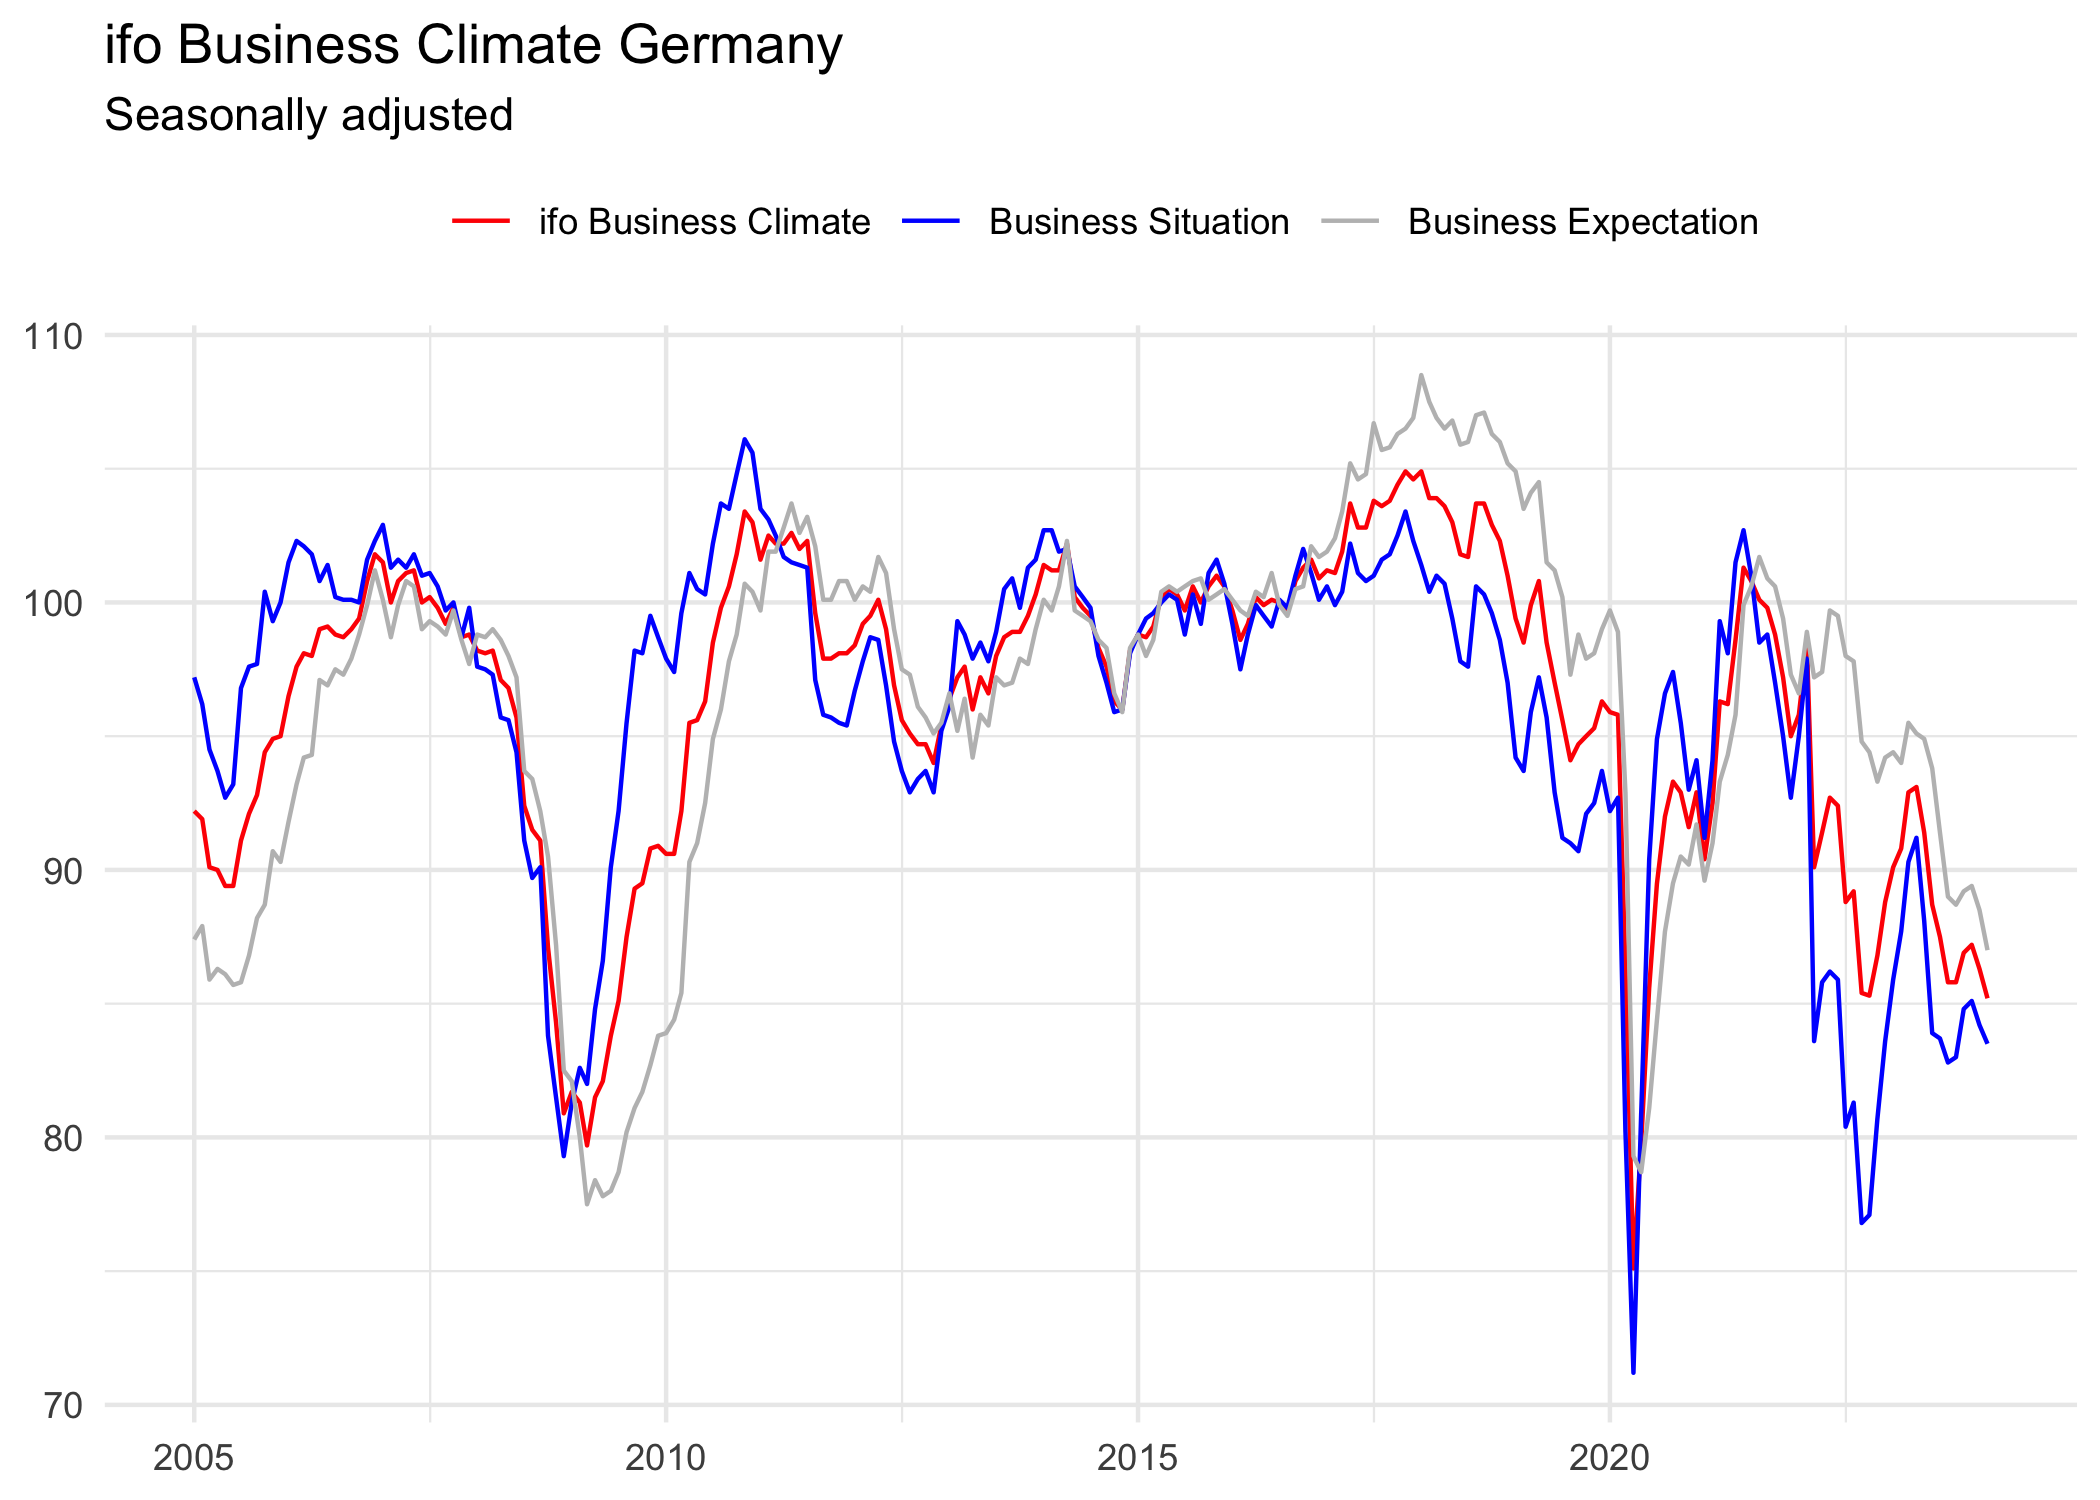 ifo Business Climate Germany
Seasonally adjusted
ifo Business Climate Business Situation Business Expectation
110
100
90
80
70
2005 2010 2015 2020